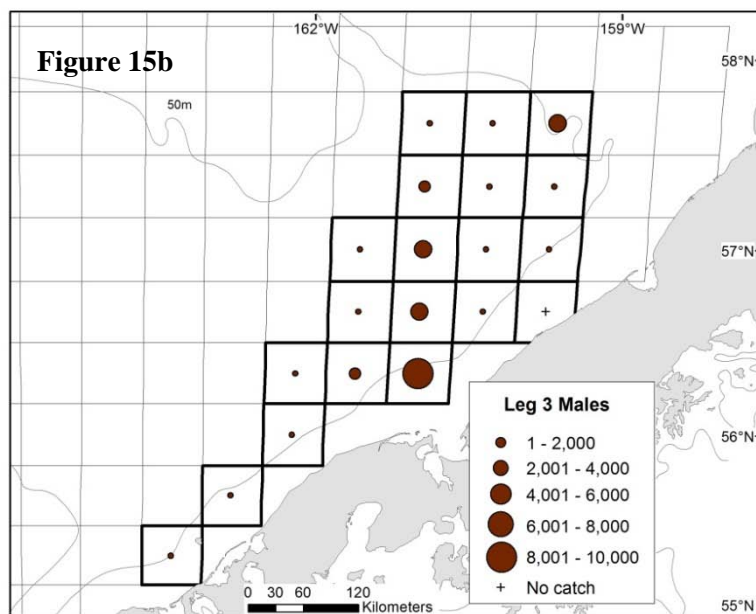 162°W 159°W
Figure 15b
58°N
50m
57°N
Leg 3 Males
1 - 2,000
2,001 - 4,000
4,001 - 6,000
6,001 - 8,000
8,001 - 10,000
+ No catch
56°N
0 30 60 120
Kilometers
55°N